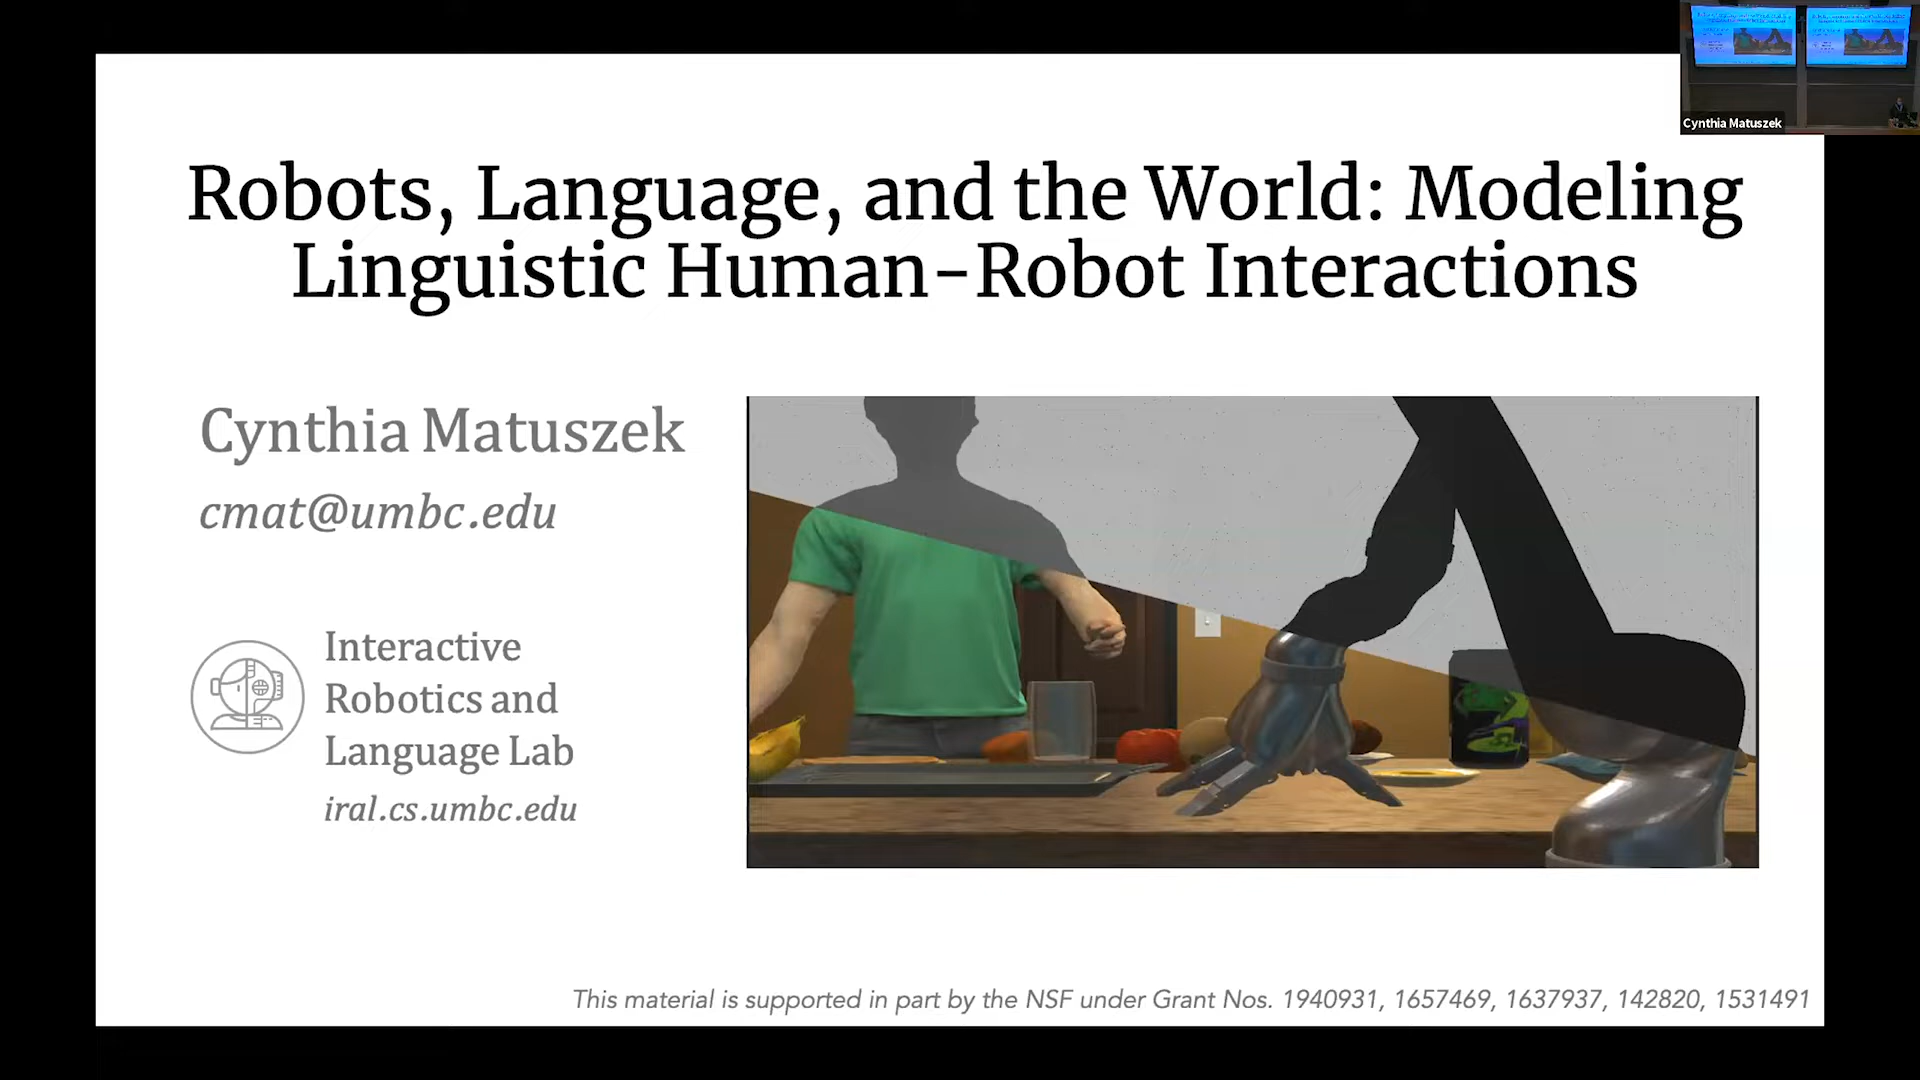 Cynthia Matuszek
Robots, Language, and the World: Modeling
Linguistic Human-Robot Interactions
Cynthia Matuszek
cmat@umbc.edu
Interactive
Robotics and
Language Lab
iral.cs.umbc.edu
This material is supported in part by the NSF under Grant Nos. 1940931, 1657469, 1637937, 142820, 1531491